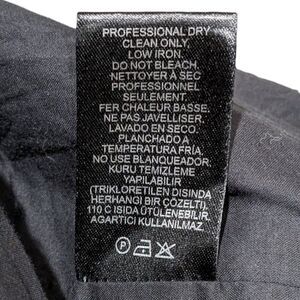 PROFESSIONAL DRY
CLEAN ONLY.
LOW IRON.
DO NOT BLEACH.
NETTOYER À SEC
PROFESSIONNEL
SEULEMENT.
FER CHALEUR BASSE.
NE PAS JAVELLISER.
LAVADO EN SECO.
PLANCHADO A
TEMPERATURA FRÍA.
NO USE BLANQUEADOR.
KURU TEMIZLEME
YAPILABILIR
(TRIKLORETILEN DISINDA
HERHANGI BIR ÇOZELTI).
110 C ISIDA ÜTÜLENEBILIR.
AGARTICI KULLANILMAZ.
P